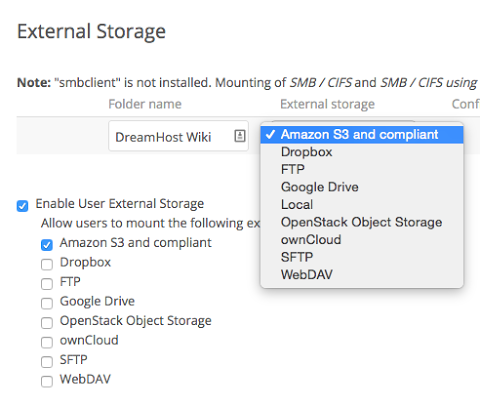 External Storage
Note: "smbclient" is not installed. Mounting of SMB / CIFS and SMB / CIFS using
Folder name External storage Conf
DreamHost Wiki
Amazon S3 and compliant
Dropbox
FTP
Google Drive
Local
OpenStack Object Storage
ownCloud
SFTP
WebDAV
Enable User External Storage
Allow users to mount the following ex
Amazon S3 and compliant
Dropbox
FTP
Google Drive
OpenStack Object Storage
ownCloud
SFTP
WebDAV